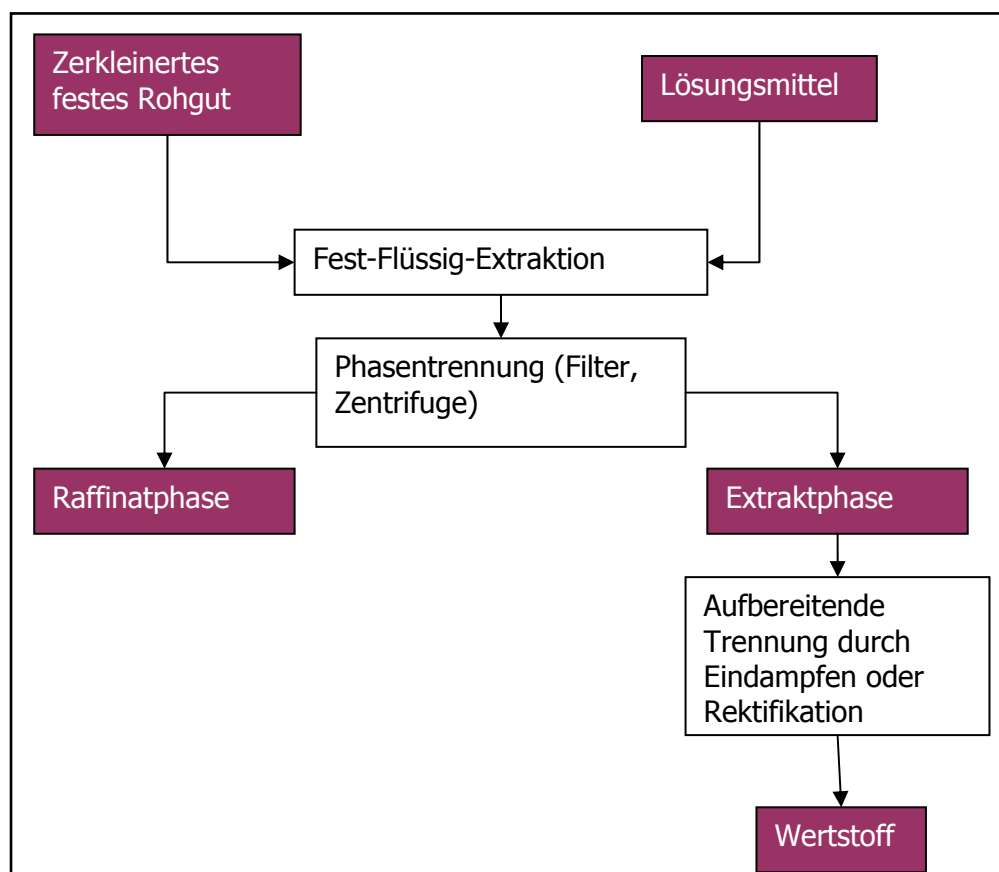 Zerkleinertes
festes Rohgut
Lösungsmittel
Fest-Flüssig-Extraktion
Phasentrennung (Filter,
Zentrifuge)
Raffinatphase
Extraktphase
Aufbereitende
Trennung durch
Eindampfen oder
Rektifikation
Wertstoff